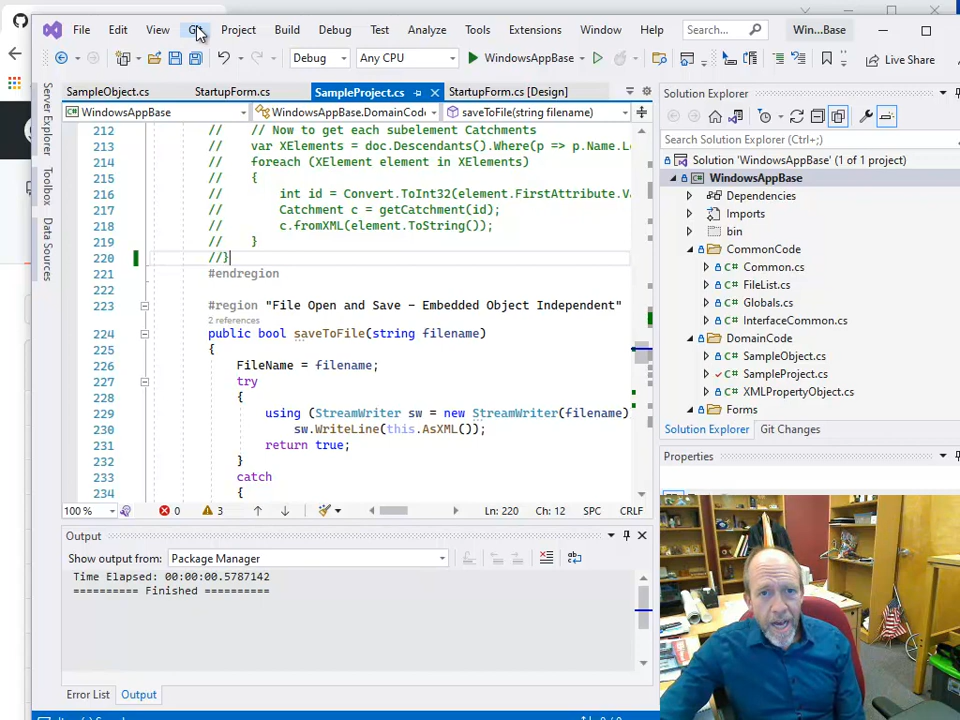 File Edit View Git Project Build Debug Test Analyze Tools Extensions Window Help Search... Win...Base
Debug Any CPU WindowsAppBase Live Share
Server Explorer
Toolbox
Data Sources
SampleObject.cs StartupForm.cs SampleProject.cs StartupForm.cs [Design]
WindowsAppBase WindowsAppBase.DomainCod saveToFile(string filename)
212 // // Now to get each subelement Catchments
213 // var XElements = doc.Descendants().Where(p => p.Name.L
214 // foreach (XElement element in XElements)
215 // {
216 // int id = Convert.ToInt32(element.FirstAttribute.V
217 // Catchment c = getCatchment(id);
218 // c.fromXML(element.ToString());
219 // }
220 //}
221 #endregion
222
223 #region "File Open and Save - Embedded Object Independent"
2 references
224 public bool saveToFile(string filename)
225 {
226 FileName = filename;
227 try
228 {
229 using (StreamWriter sw = new StreamWriter(filename)
230 sw.WriteLine(this.AsXML());
231 return true;
232 }
233 catch
234 {
100 % 0 3 Ln: 220 Ch: 12 SPC CRLF
Output
Show output from: Package Manager
Time Elapsed: 00:00:00.5787142
========== Finished ==========
Error List Output
Solution Explorer
Search Solution Explorer (Ctrl+;)
Solution 'WindowsAppBase' (1 of 1 project)
WindowsAppBase
Dependencies
Imports
bin
CommonCode
C# Common.cs
C# FileList.cs
C# Globals.cs
C# InterfaceCommon.cs
DomainCode
C# SampleObject.cs
C# SampleProject.cs
C# XMLPropertyObject.cs
Forms
Solution Explorer Git Changes
Properties